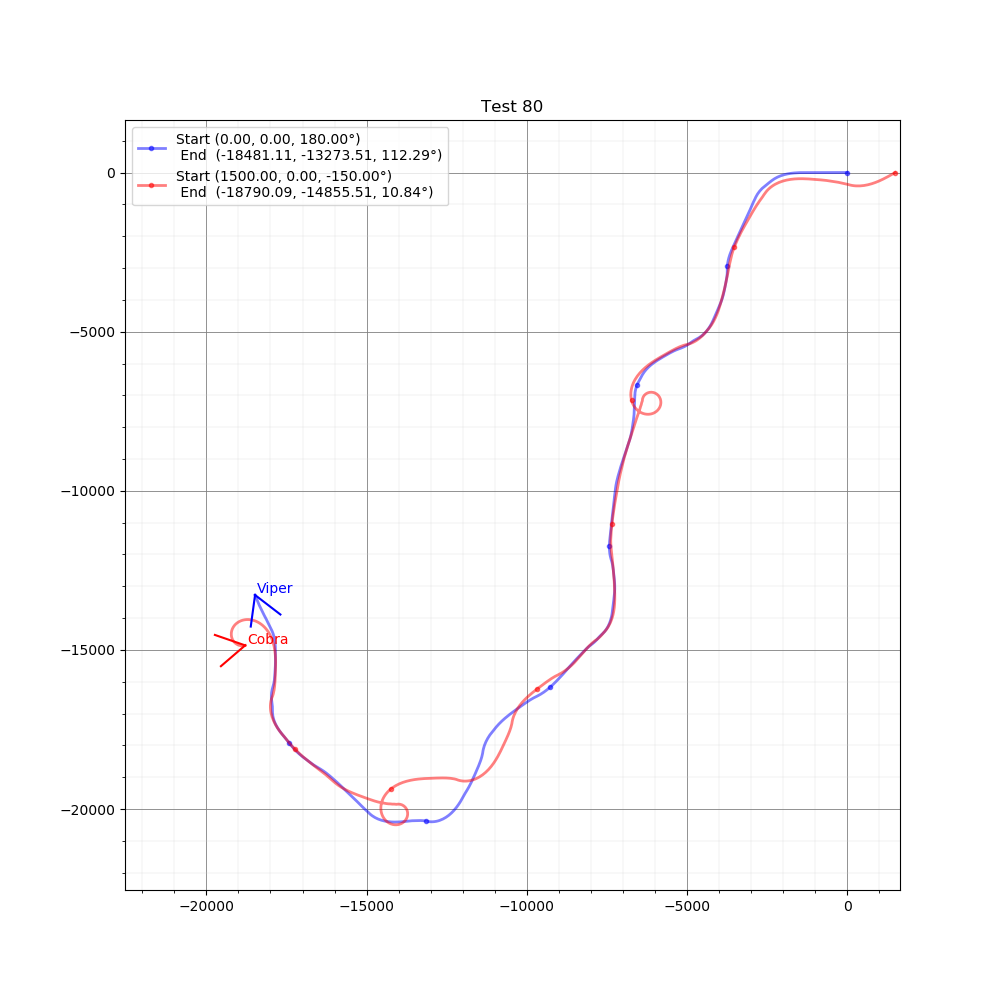 Test 80
Start (0.00, 0.00, 180.00°)
End  (-18481.11, -13273.51, 112.29°)
Start (1500.00, 0.00, -150.00°)
End  (-18790.09, -14855.51, 10.84°)
0
−5000
−10000
−15000
−20000
Viper
Cobra
−20000
−15000
−10000
−5000
0